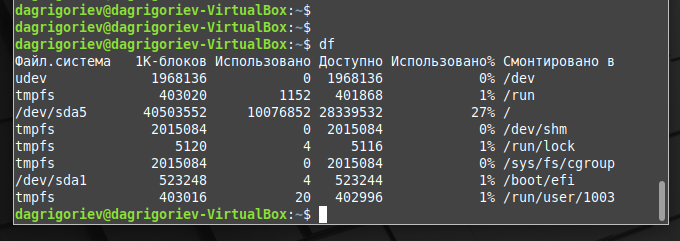 dagrigoriev@dagrigoriev-VirtualBox:~$
dagrigoriev@dagrigoriev-VirtualBox:~$
dagrigoriev@dagrigoriev-VirtualBox:~$ df
Файл.система 1K-блоков Использовано Доступно Использовано% Cмонтировано в
udev 1968136 0 1968136 0% /dev
tmpfs 403020 1152 401868 1% /run
/dev/sda5 40503552 10076852 28339532 27% /
tmpfs 2015084 0 2015084 0% /dev/shm
tmpfs 5120 4 5116 1% /run/lock
tmpfs 2015084 0 2015084 0% /sys/fs/cgroup
/dev/sda1 523248 4 523244 1% /boot/efi
tmpfs 403016 20 402996 1% /run/user/1003
dagrigoriev@dagrigoriev-VirtualBox:~$